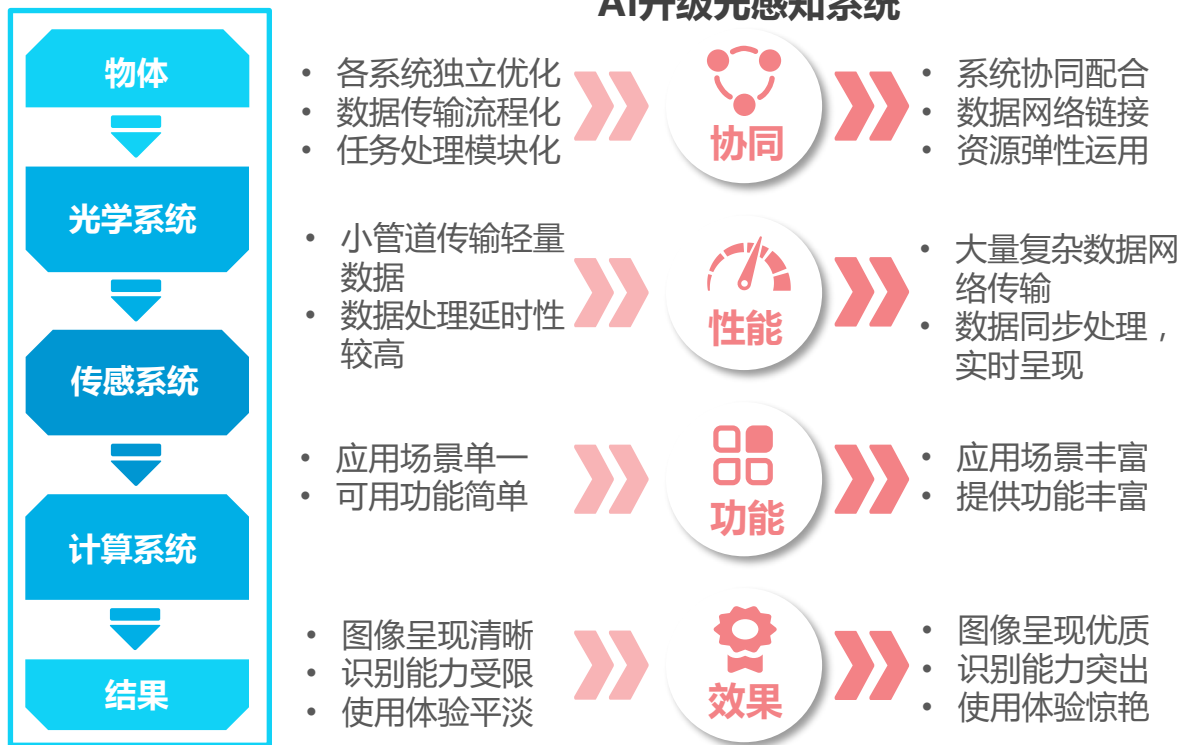 AI升级光感知系统
物体
光学系统
传感系统
计算系统
结果
• 各系统独立优化
• 数据传输流程化
• 任务处理模块化
协同
• 系统协同配合
• 数据网络链接
• 资源弹性运用
• 小管道传输轻量
数据
• 数据处理延时性
较高
性能
• 大量复杂数据网
络传输
• 数据同步处理，
实时呈现
• 应用场景单一
• 可用功能简单
功能
• 应用场景丰富
• 提供功能丰富
• 图像呈现清晰
• 识别能力受限
• 使用体验平淡
效果
• 图像呈现优质
• 识别能力突出
• 使用体验惊艳